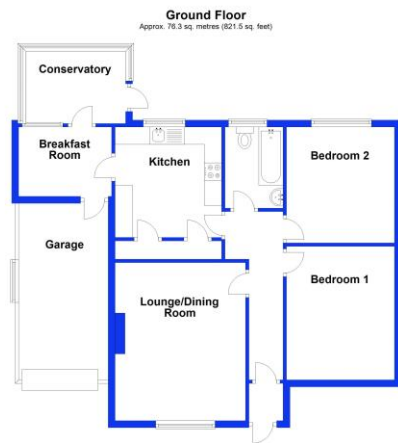 Ground Floor
Approx. 76.3 sq. metres (821.5 sq. feet)
Conservatory
Breakfast
Room
Kitchen
Bedroom 2
Garage
Lounge/Dining
Room
Bedroom 1